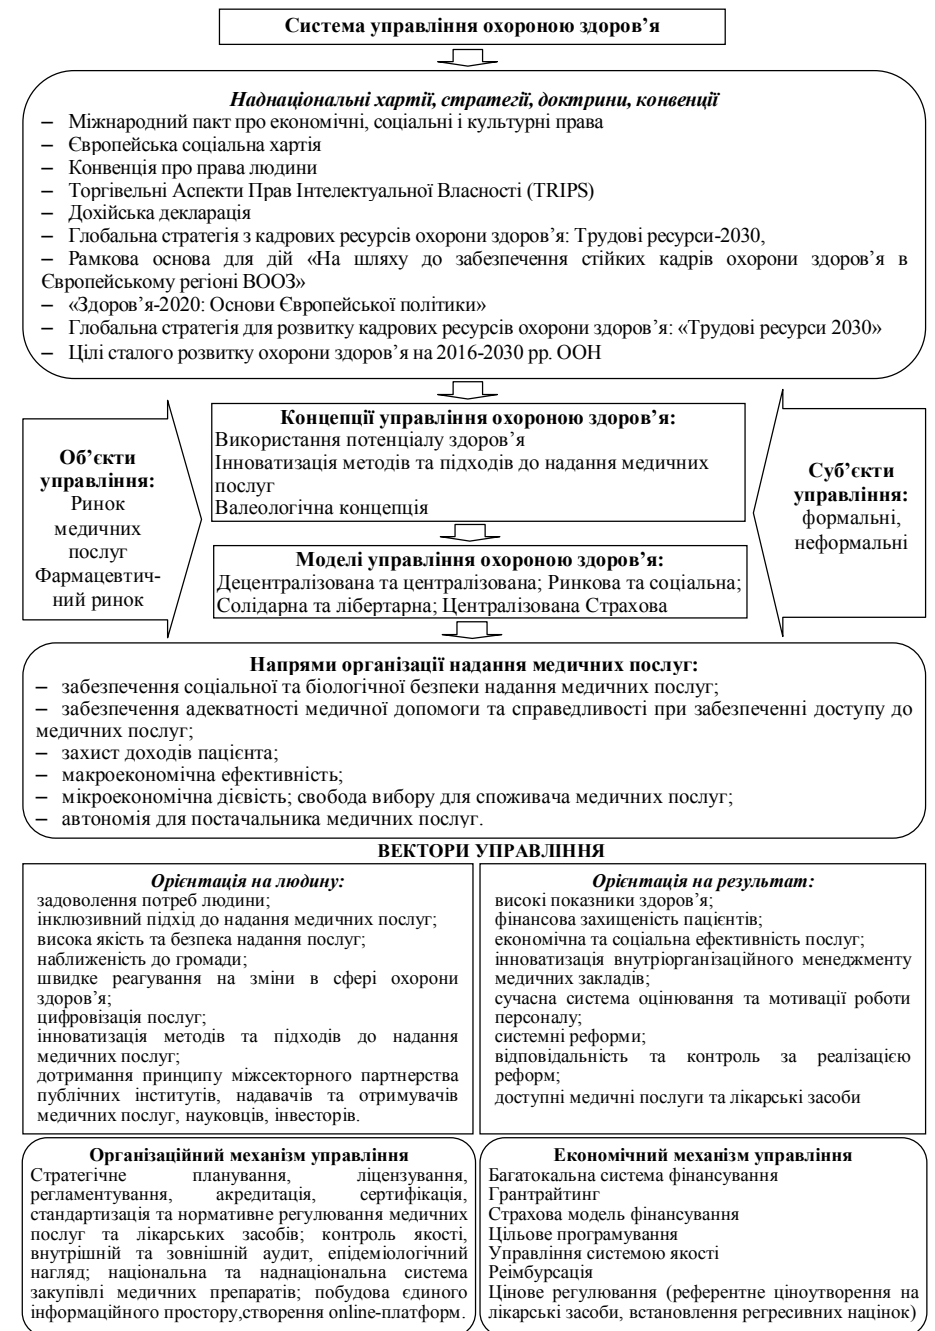 Система управління охороною здоров’я
Наднаціональні хартії, стратегії, доктрини, конвенції
– Міжнародний пакт про економічні, соціальні і культурні права
– Європейська соціальна хартія
– Конвенція про права людини
– Торгівельні Аспекти Прав Інтелектуальної Власності (TRIPS)
– Дохійська декларація
– Глобальна стратегія з кадрових ресурсів охорони здоров’я: Трудові ресурси-2030,
– Рамкова основа для дій «На шляху до забезпечення стійких кадрів охорони здоров’я в
Європейському регіоні ВООЗ»
– «Здоров’я-2020: Основи Європейської політики»
– Глобальна стратегія для розвитку кадрових ресурсів охорони здоров’я: «Трудові ресурси 2030»
– Цілі сталого розвитку охорони здоров’я на 2016-2030 рр. ООН
Об’єкти
управління:
Ринок
медичних
послуг
Фармацевтич-
ний ринок
Концепції управління охороною здоров’я:
Використання потенціалу здоров’я
Інноватизація методів та підходів до надання медичних
послуг
Валеологічна концепція
Моделі управління охороною здоров’я:
Децентралізована та централізована; Ринкова та соціальна;
Солідарна та лібертарна; Централізована Страхова
Суб’єкти
управління:
формальні,
неформальні
Напрями організації надання медичних послуг:
– забезпечення соціальної та біологічної безпеки надання медичних послуг;
– забезпечення адекватності медичної допомоги та справедливості при забезпеченні доступу до
медичних послуг;
– захист доходів пацієнта;
– макроекономічна ефективність;
– мікроекономічна дієвість; свобода вибору для споживача медичних послуг;
– автономія для постачальника медичних послуг.
ВЕКТОРИ УПРАВЛІННЯ
Орієнтація на людину:
задоволення потреб людини;
інклюзивний підхід до надання медичних послуг;
висока якість та безпека надання послуг;
наближеність до громади;
швидке реагування на зміни в сфері охорони
здоров’я;
цифровізація послуг;
інноватизація методів та підходів до надання
медичних послуг;
дотримання принципу міжсекторного партнерства
публічних інститутів, надавачів та отримувачів
медичних послуг, науковців, інвесторів.
Орієнтація на результат:
високі показники здоров’я;
фінансова захищеність пацієнтів;
економічна та соціальна ефективність послуг;
інноватизація внутріорганізаційного менеджменту
медичних закладів;
сучасна система оцінювання та мотивації роботи
персоналу;
системні реформи;
відповідальність та контроль за реалізацією
реформ;
доступні медичні послуги та лікарські засоби
Організаційний механізм управління
Стратегічне планування, ліцензування,
регламентування, акредитація, сертифікація,
стандартизація та нормативне регулювання медичних
послуг та лікарських засобів; контроль якості,
внутрішній та зовнішній аудит, епідеміологічний
нагляд; національна та наднаціональна система
закупівлі медичних препаратів; побудова єдиного
інформаційного простору,створення online-платформ.
Економічний механізм управління
Багатокальна система фінансування
Грантрайтинг
Страхова модель фінансування
Цільове програмування
Управління системою якості
Реімбурсація
Цінове регулювання (референтне ціноутворення на
лікарські засоби, встановлення регресивних націнок)